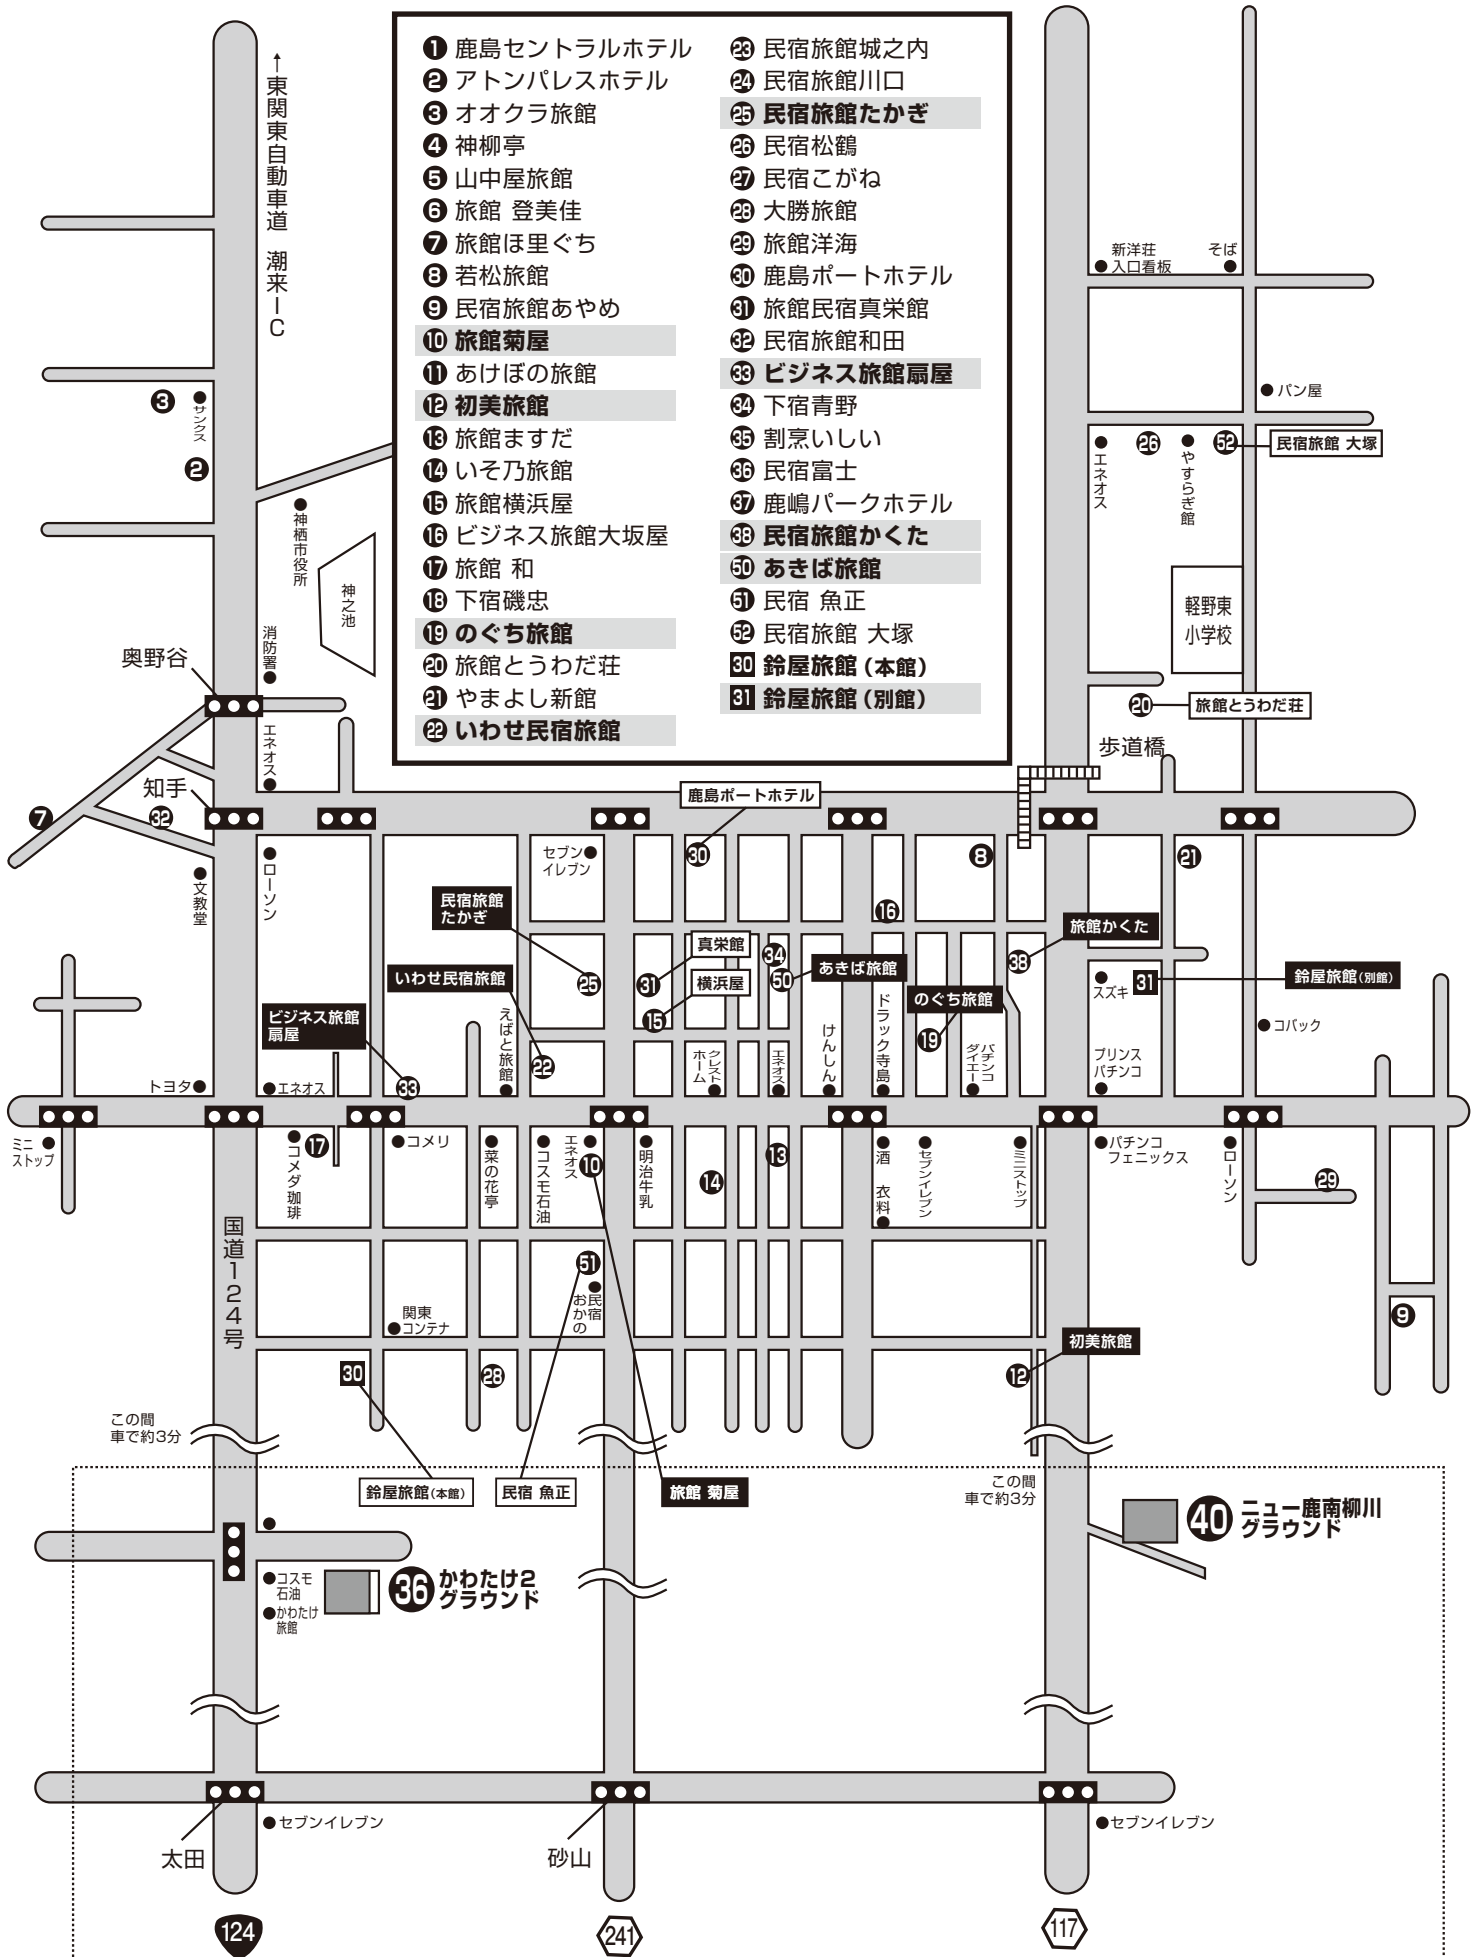 ↑東関東自動車道 潮来IC
❶ 鹿島セントラルホテル
❷ アトンパレスホテル
❸ オオクラ旅館
❹ 神柳亭
❺ 山中屋旅館
❻ 旅館 登美佳
❼ 旅館ほ里ぐち
❽ 若松旅館
❾ 民宿旅館あやめ
❿ 旅館菊屋
⓫ あけぼの旅館
⓬ 初美旅館
⓭ 旅館ますだ
⓮ いそ乃旅館
⓯ 旅館横浜屋
⓰ ビジネス旅館大坂屋
⓱ 旅館 和
⓲ 下宿磯忠
⓳ のぐち旅館
⓴ 旅館とうわだ荘
21 やまよし新館
22 いわせ民宿旅館
23 民宿旅館城之内
24 民宿旅館川口
25 民宿旅館たかぎ
26 民宿松鶴
27 民宿こがね
28 大勝旅館
29 旅館洋海
30 鹿島ポートホテル
31 旅館民宿真栄館
32 民宿旅館和田
33 ビジネス旅館扇屋
34 下宿青野
35 割烹いしい
36 民宿富士
37 鹿嶋パークホテル
38 民宿旅館かくた
50 あきば旅館
51 民宿 魚正
52 民宿旅館 大塚
30 鈴屋旅館(本館)
31 鈴屋旅館(別館)
新洋荘
入口看板
そば
パン屋
3
サンクス
2
エネオス
26
やすらぎ館
52
民宿旅館 大塚
神栖市役所
神之池
軽野東
小学校
消防署
奥野谷
20
旅館とうわだ荘
エネオス
歩道橋
知手
7
32
鹿島ポートホテル
ローソン
文教堂
セブン
イレブン
30
8
21
民宿旅館
たかぎ
16
旅館かくた
真栄館
34
38
いわせ民宿旅館
25
31
横浜屋
50
あきば旅館
スズキ
31
鈴屋旅館(別館)
ビジネス旅館
扇屋
えばと旅館
15
のぐち旅館
ドラック寺島
けんしん
19
コバック
22
クレスト
ホーム
エネオス
パチンコ
ダイエー
プリンス
パチンコ
トヨタ
エネオス
33
ミニ
ストップ
コメダ珈琲
17
コメリ
菜の花亭
コスモ石油
エネオス
10
明治牛乳
14
13
酒 衣料
セブンイレブン
ミニストップ
パチンコ
フェニックス
ローソン
29
国道124号
51
民宿
おかの
関東
コンテナ
9
初美旅館
30
28
12
この間
車で約3分
鈴屋旅館(本館)
民宿 魚正
旅館 菊屋
この間
車で約3分
40 ニュー鹿南柳川
グラウンド
コスモ
石油
かわたけ
旅館
36 かわたけ2
グラウンド
セブンイレブン
セブンイレブン
太田
砂山
124
241
117